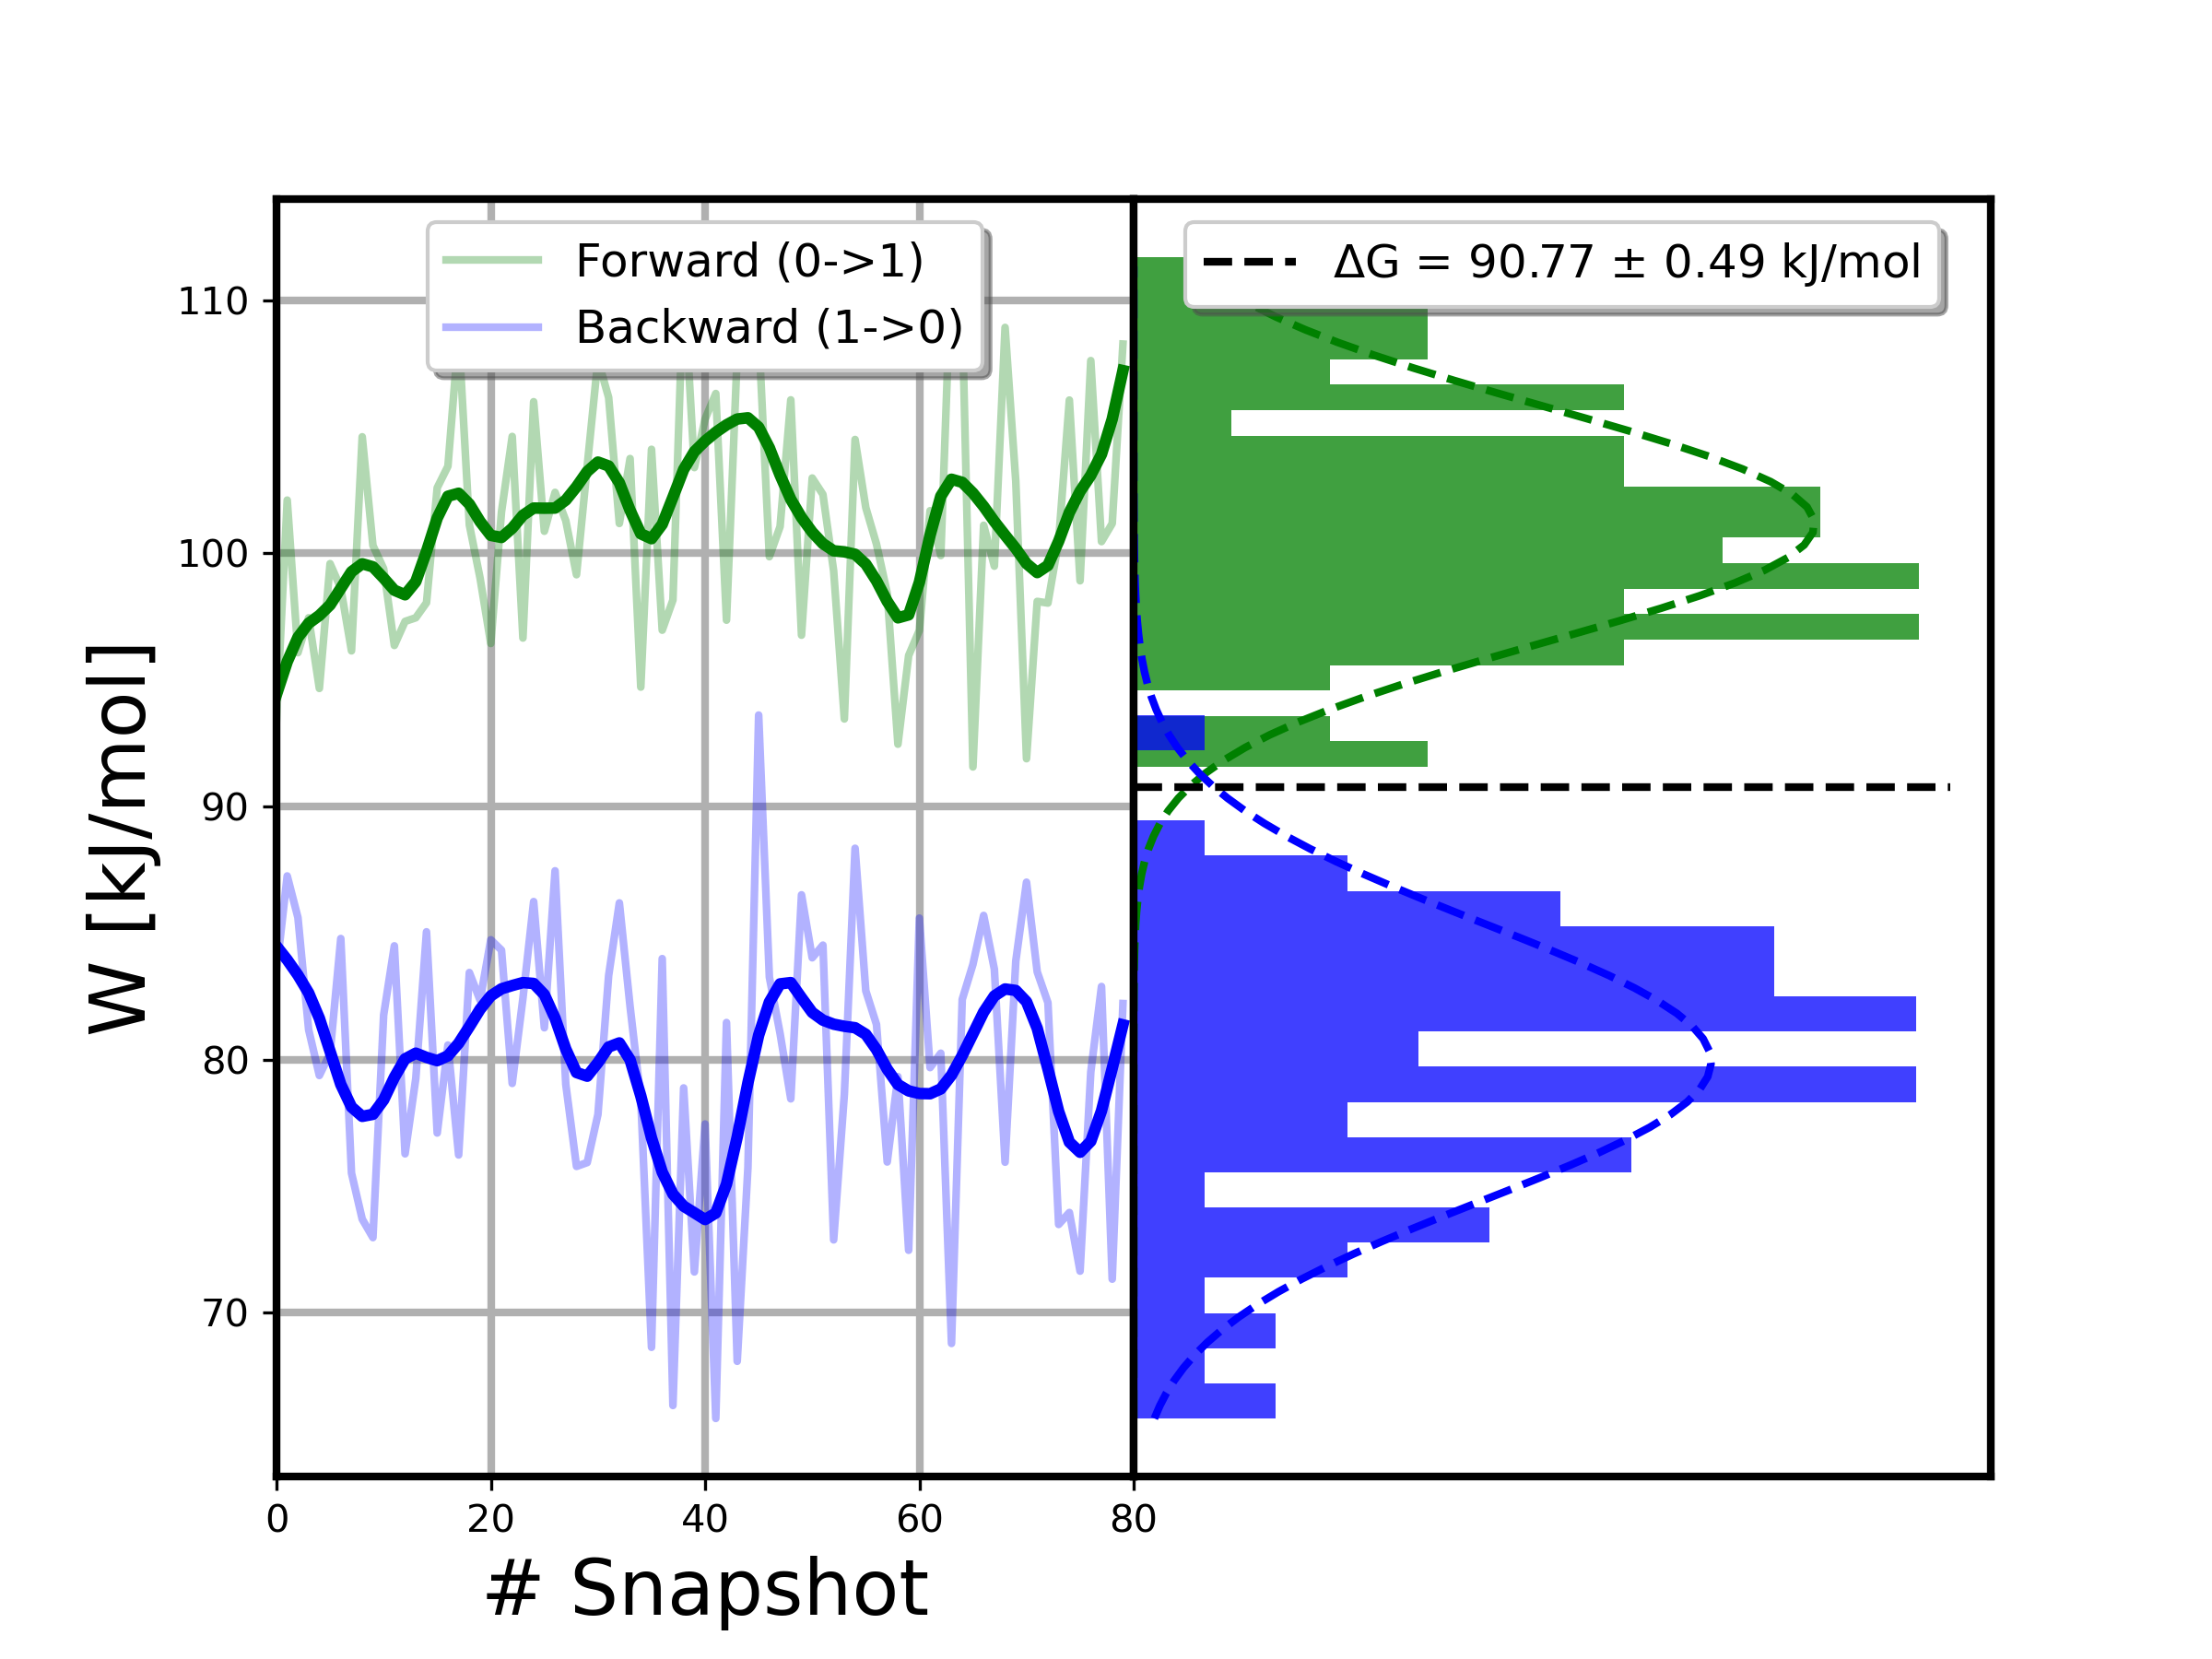 Forward (0->1)
Backward (1->0)
ΔG = 90.77 ± 0.49 kJ/mol
110
100
90
80
70
W [kJ/mol]
0 20 40 60 80
# Snapshot